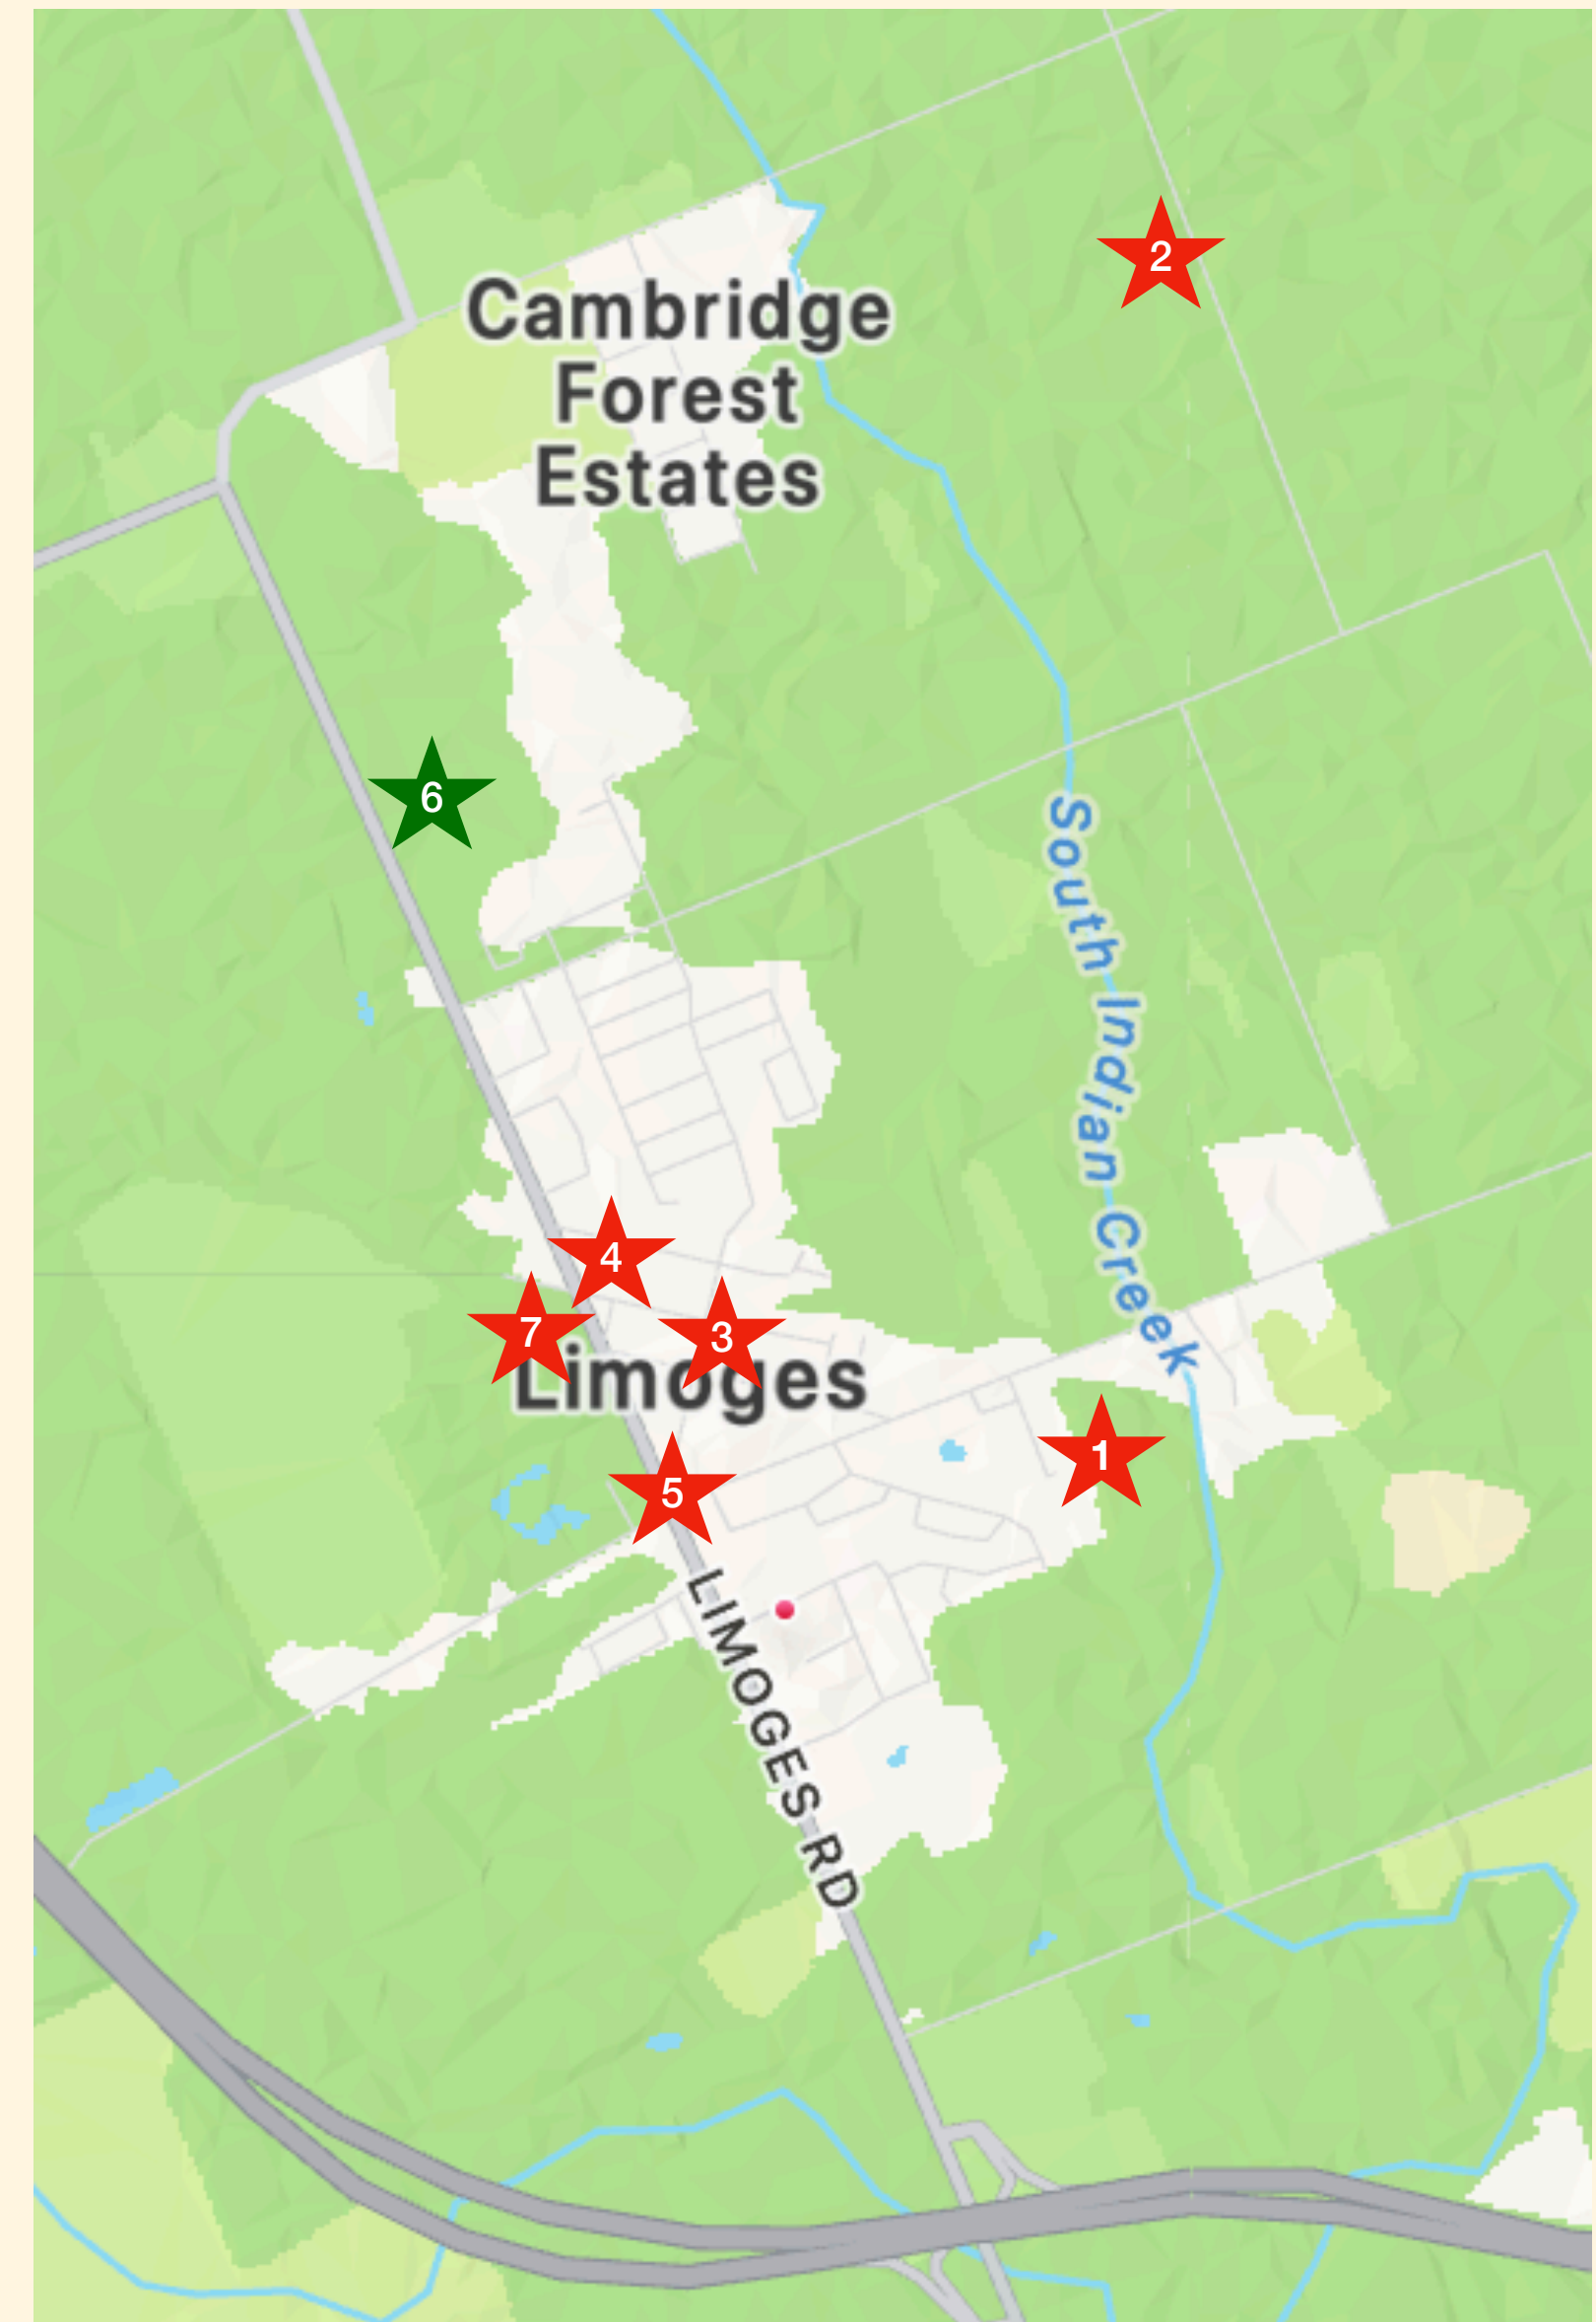 2
Cambridge
Forest
Estates
6
South Indian Creek
4
7
3
Limoges
1
5
LIMOGES RD